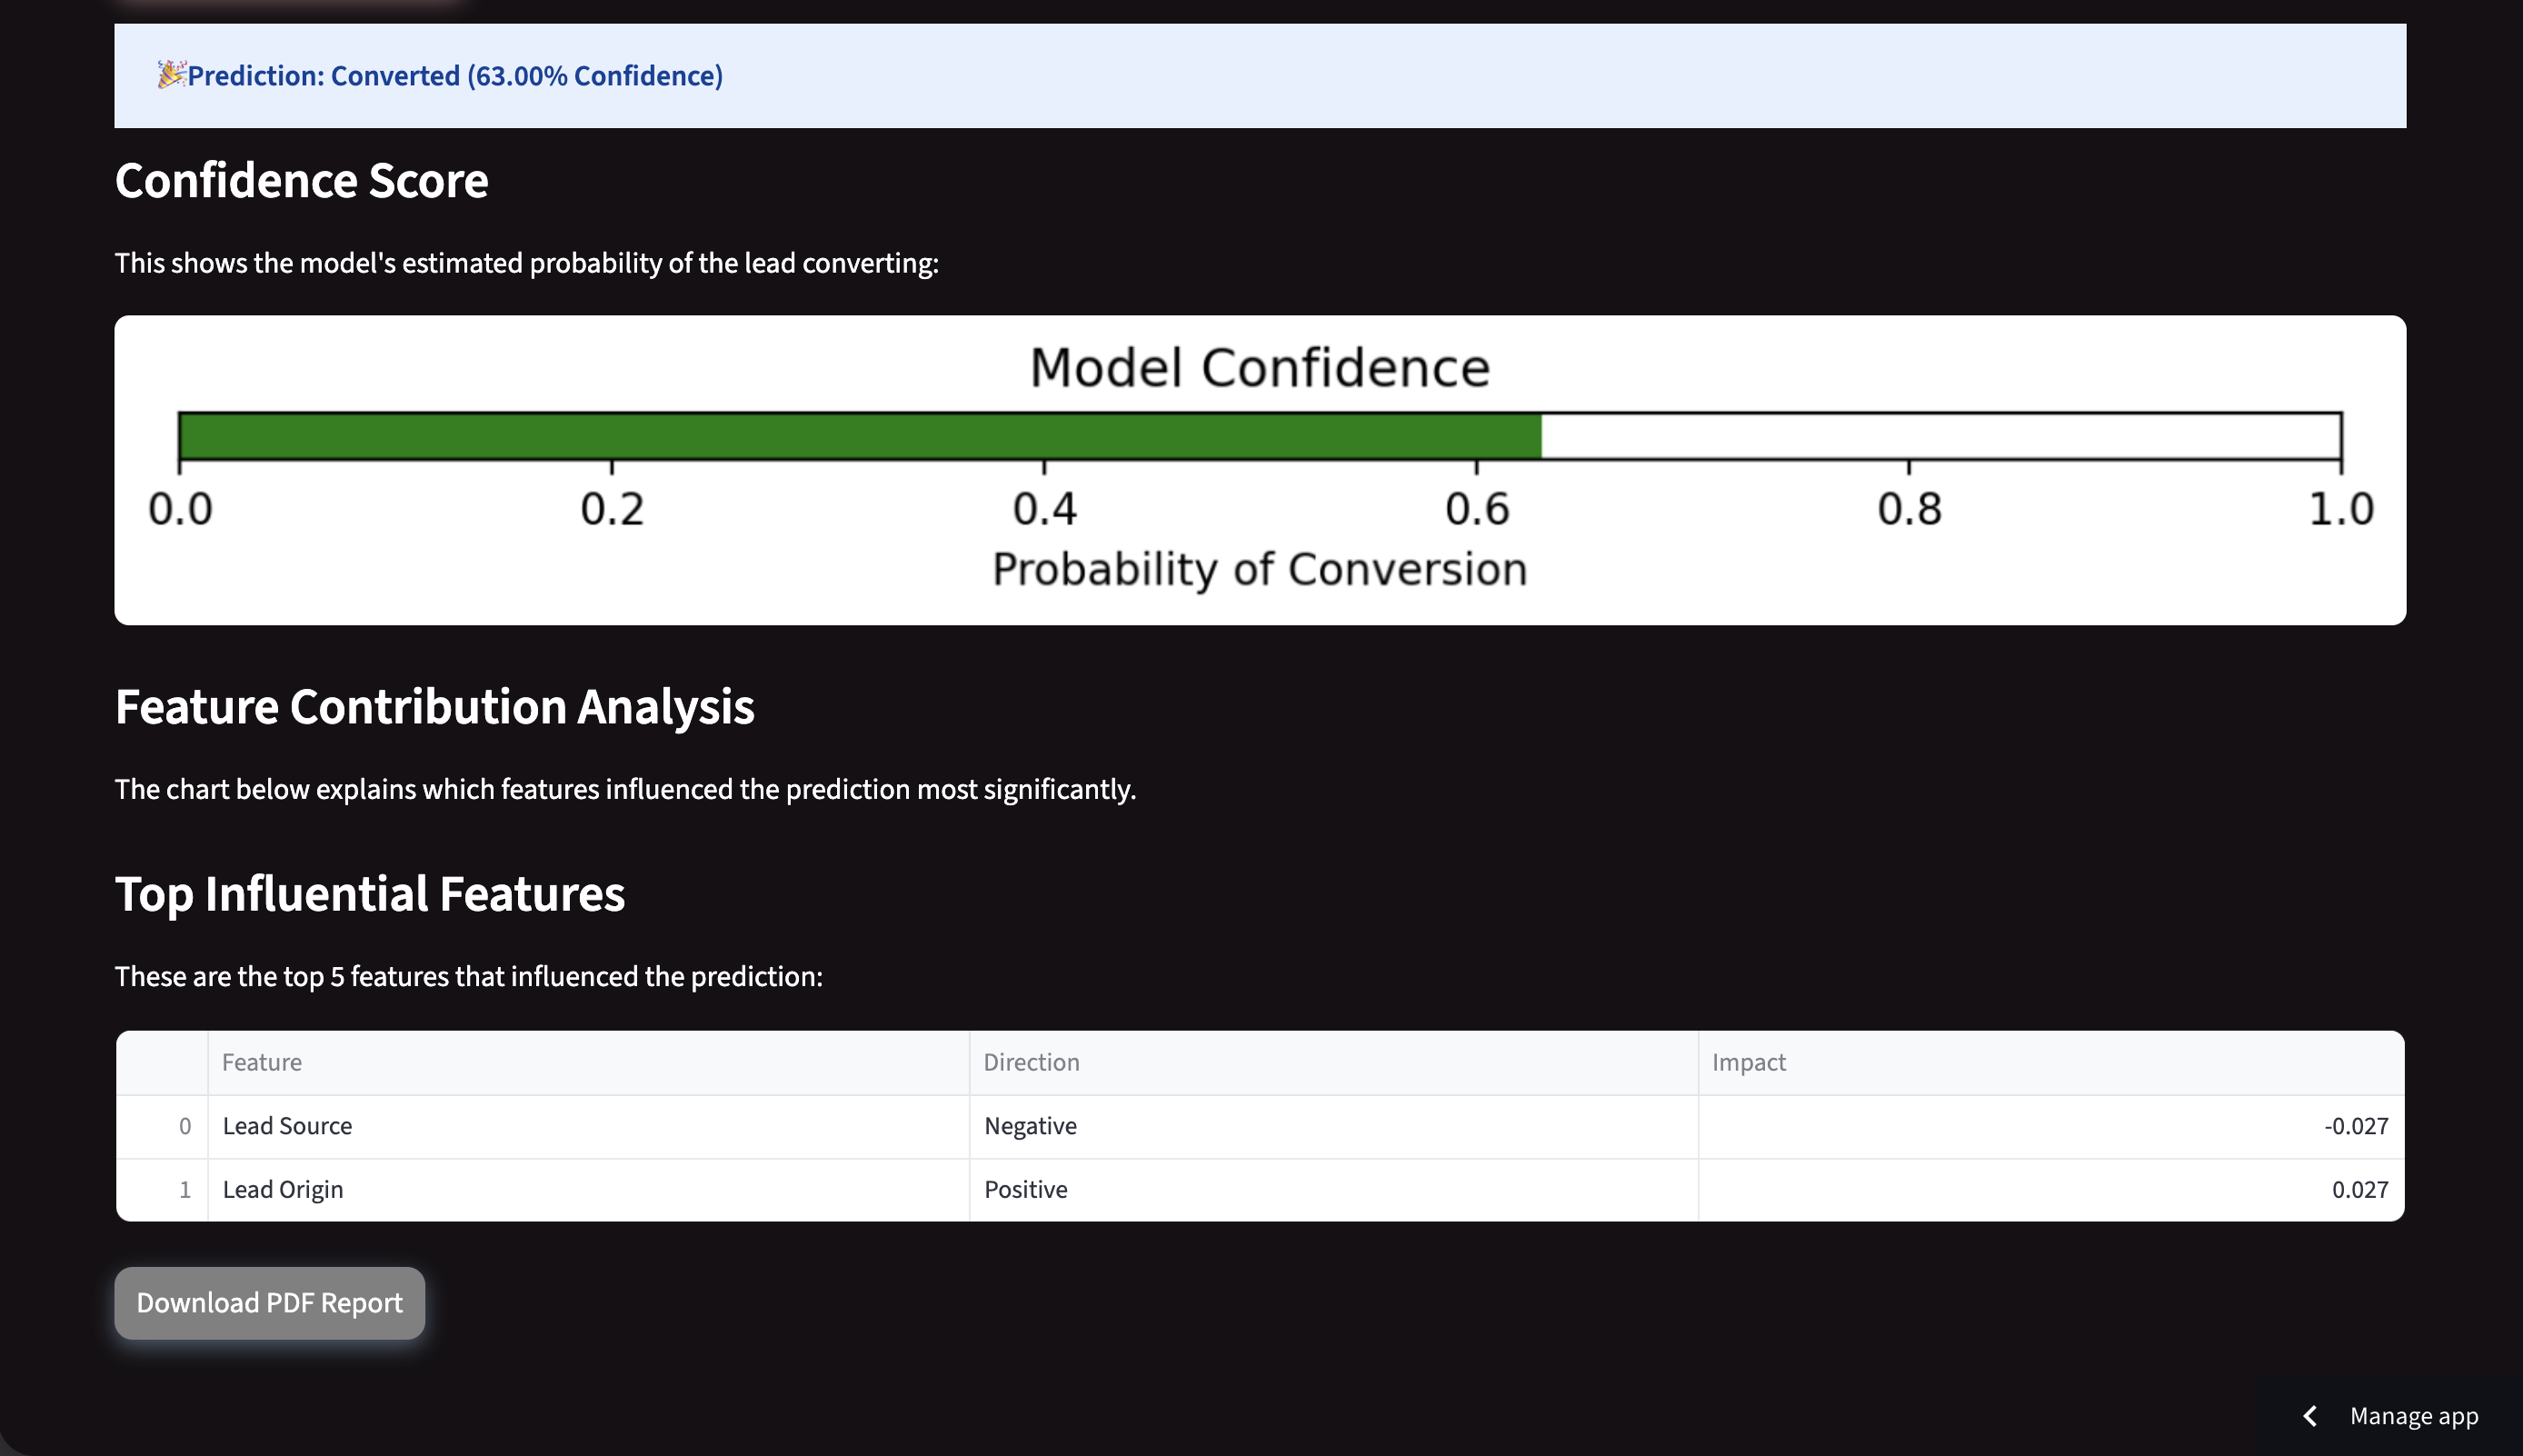 🎉Prediction: Converted (63.00% Confidence)
Confidence Score
This shows the model's estimated probability of the lead converting:
Model Confidence
0.0 0.2 0.4 0.6 0.8 1.0
Probability of Conversion
Feature Contribution Analysis
The chart below explains which features influenced the prediction most significantly.
Top Influential Features
These are the top 5 features that influenced the prediction:
Feature Direction Impact
0 Lead Source Negative -0.027
1 Lead Origin Positive 0.027
Download PDF Report
Manage app